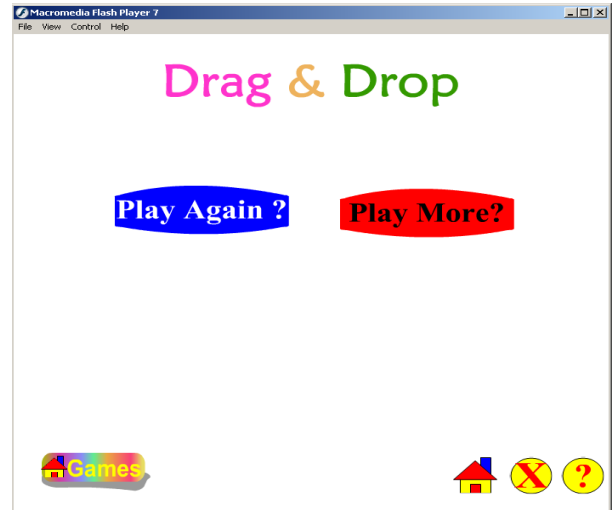 Macromedia Flash Player 7
File View Control Help
Drag & Drop
Play Again ?
Play More?
Games
X ?